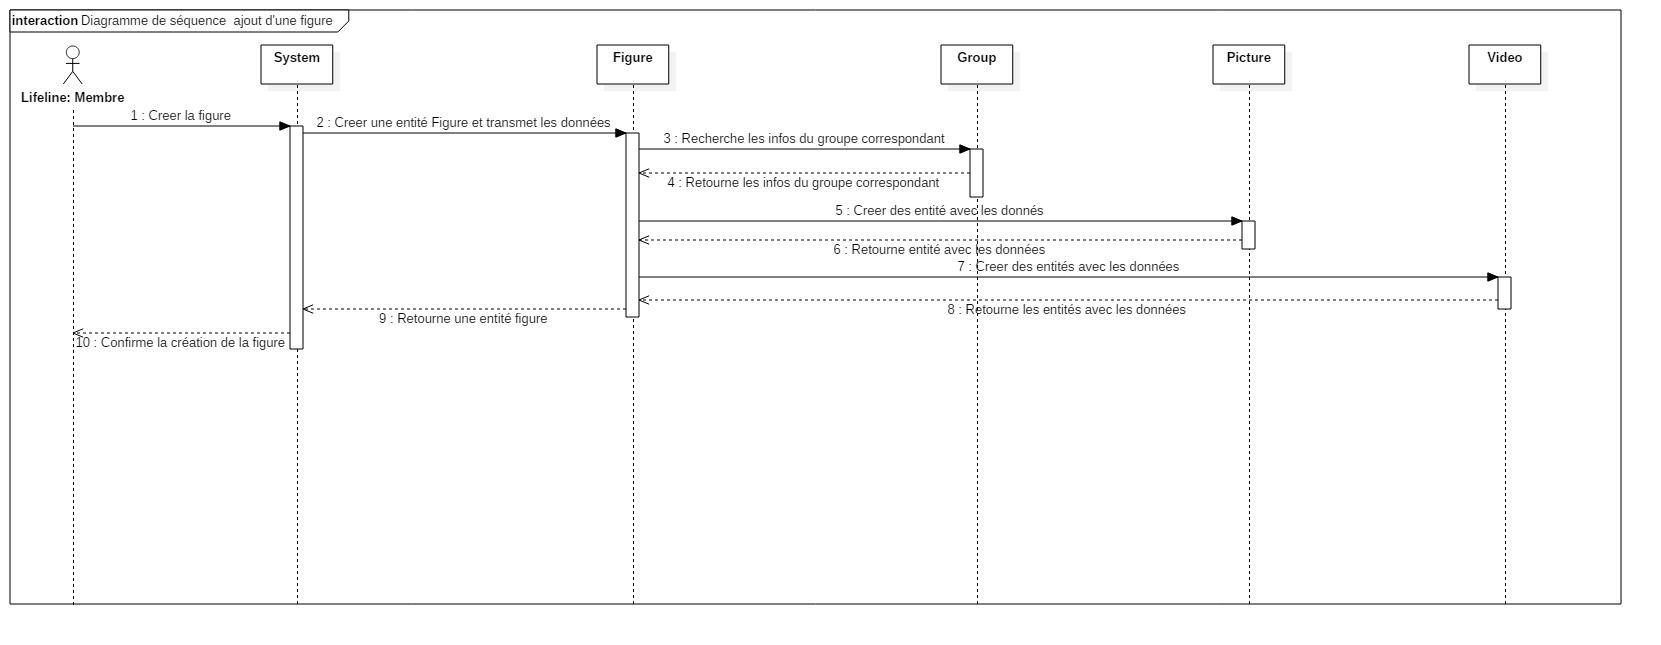 interaction Diagramme de séquence  ajout d'une figure
System
Figure
Group
Picture
Video
Lifeline: Membre
1 : Creer la figure
2 : Creer une entité Figure et transmet les données
3 : Recherche les infos du groupe correspondant
4 : Retourne les infos du groupe correspondant
5 : Creer des entité avec les donnés
6 : Retourne entité avec les données
7 : Creer des entités avec les données
8 : Retourne les entités avec les données
9 : Retourne une entité figure
10 : Confirme la création de la figure